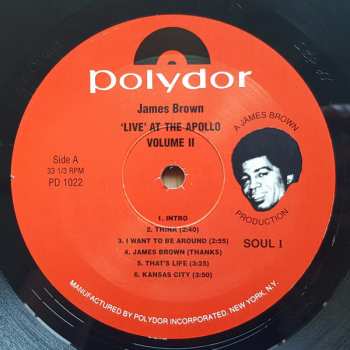 polydor
James Brown
'LIVE' AT THE APOLLO
VOLUME II
Side A
33 1/3 RPM
PD 1022
A JAMES BROWN
PRODUCTION
SOUL I
1. INTRO
2. THINK (2:40)
3. I WANT TO BE AROUND (2:55)
4. JAMES BROWN (THANKS)
5. THAT'S LIFE (3:25)
6. KANSAS CITY (3:50)
MANUFACTURED BY POLYDOR INCORPORATED. NEW YORK, N.Y.